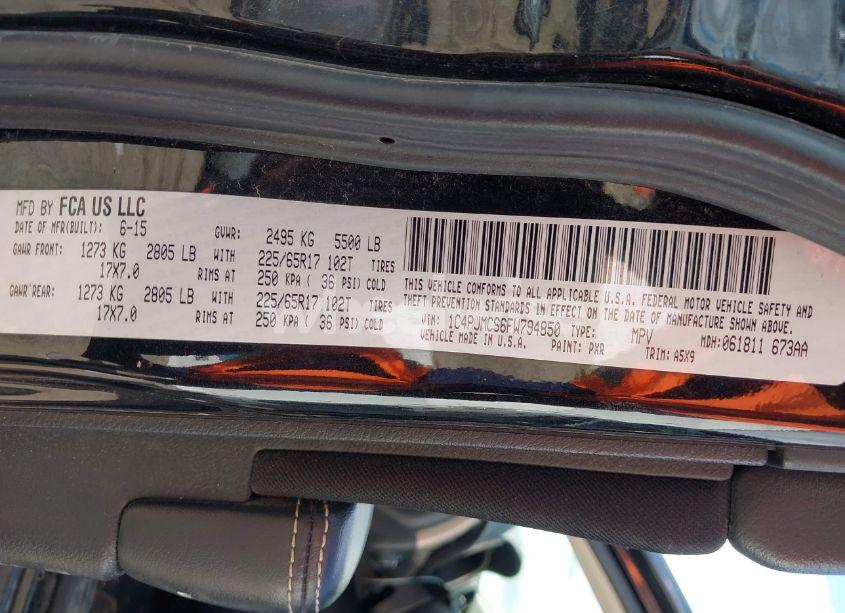 MFD BY FCA US LLC
DATE OF MFR(BUILT): 6-15 GVWR: 2495 KG 5500 LB
GAWR FRONT: 1273 KG 2805 LB WITH 225/65R17 102T TIRES
17X7.0 RIMS AT 250 KPA ( 36 PSI) COLD
GAWR REAR: 1273 KG 2805 LB WITH 225/65R17 102T TIRES
17X7.0 RIMS AT 250 KPA ( 36 PSI) COLD
THIS VEHICLE CONFORMS TO ALL APPLICABLE U.S.A. FEDERAL MOTOR VEHICLE SAFETY AND
THEFT PREVENTION STANDARDS IN EFFECT ON THE DATE OF MANUFACTURE SHOWN ABOVE.
VIN: 1C4PJMCS6FW794850 TYPE: MPV MDH: 061811 673AA
VEHICLE MADE IN U.S.A. PAINT: PXR TRIM: A5X9